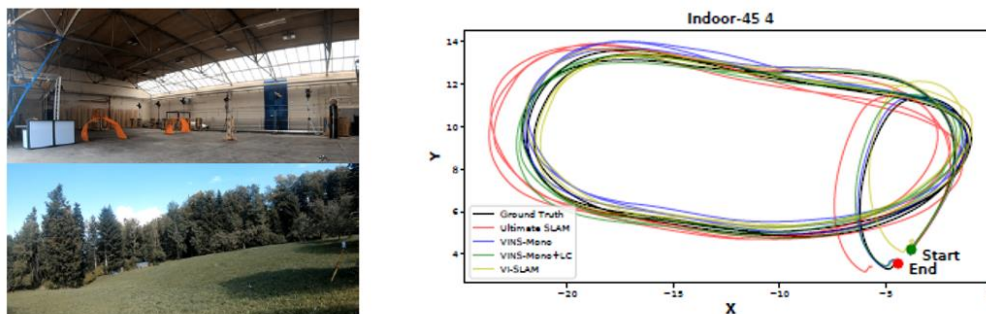 Indoor-45 4
14
12
10
8
6
4
Y
Ground Truth
Ultimate SLAM
VINS-Mono
VINS-Mono+LC
VI-SLAM
Start
End
−20
−15
−10
−5
X